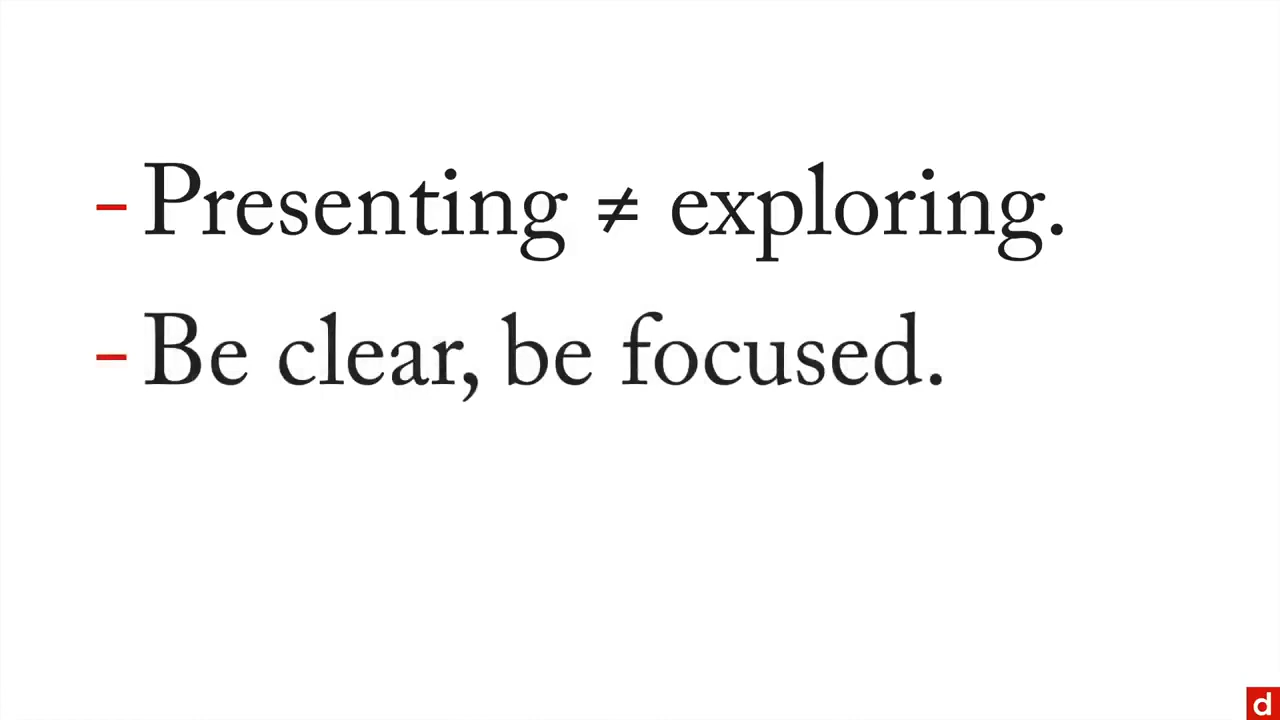 - Presenting ≠ exploring.
- Be clear, be focused.
d